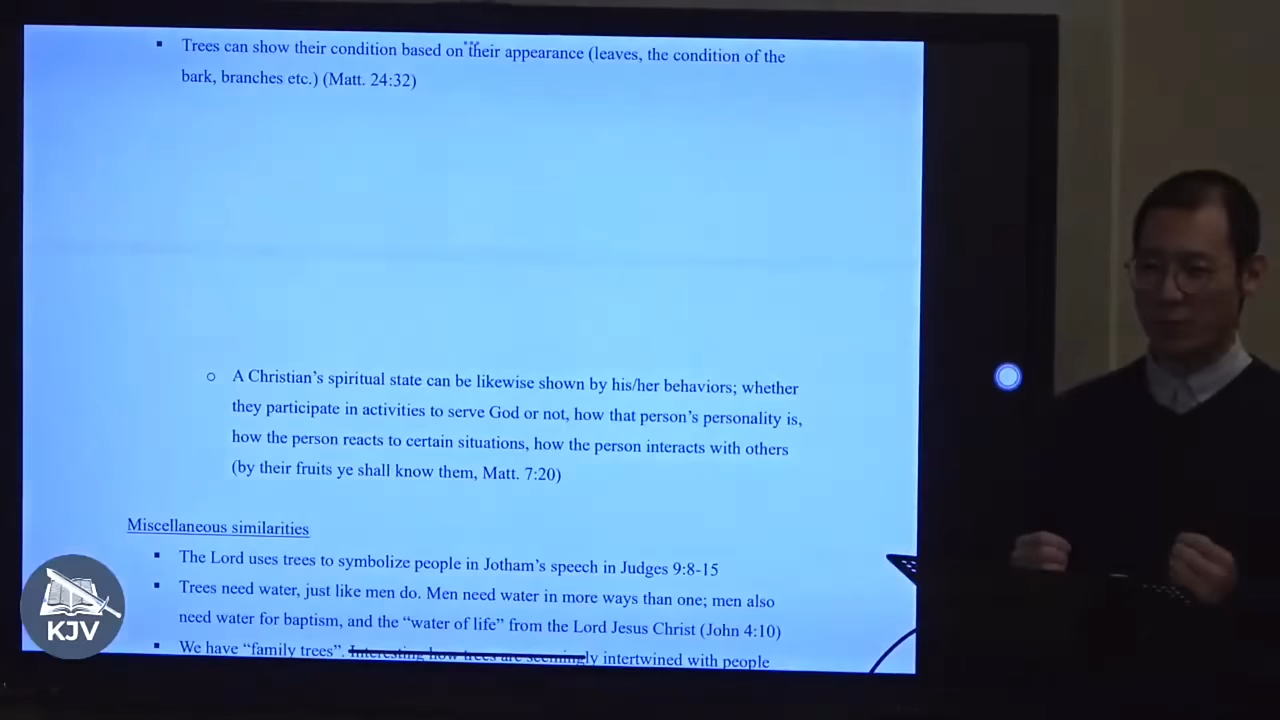 ▪ Trees can show their condition based on their appearance (leaves, the condition of the
bark, branches etc.) (Matt. 24:32)
o A Christian’s spiritual state can be likewise shown by his/her behaviors; whether
they participate in activities to serve God or not, how that person’s personality is,
how the person reacts to certain situations, how the person interacts with others
(by their fruits ye shall know them, Matt. 7:20)
Miscellaneous similarities
▪ The Lord uses trees to symbolize people in Jotham’s speech in Judges 9:8-15
▪ Trees need water, just like men do. Men need water in more ways than one; men also
need water for baptism, and the “water of life” from the Lord Jesus Christ (John 4:10)
▪ We have “family trees”. Interesting how trees are seemingly intertwined with people
KJV